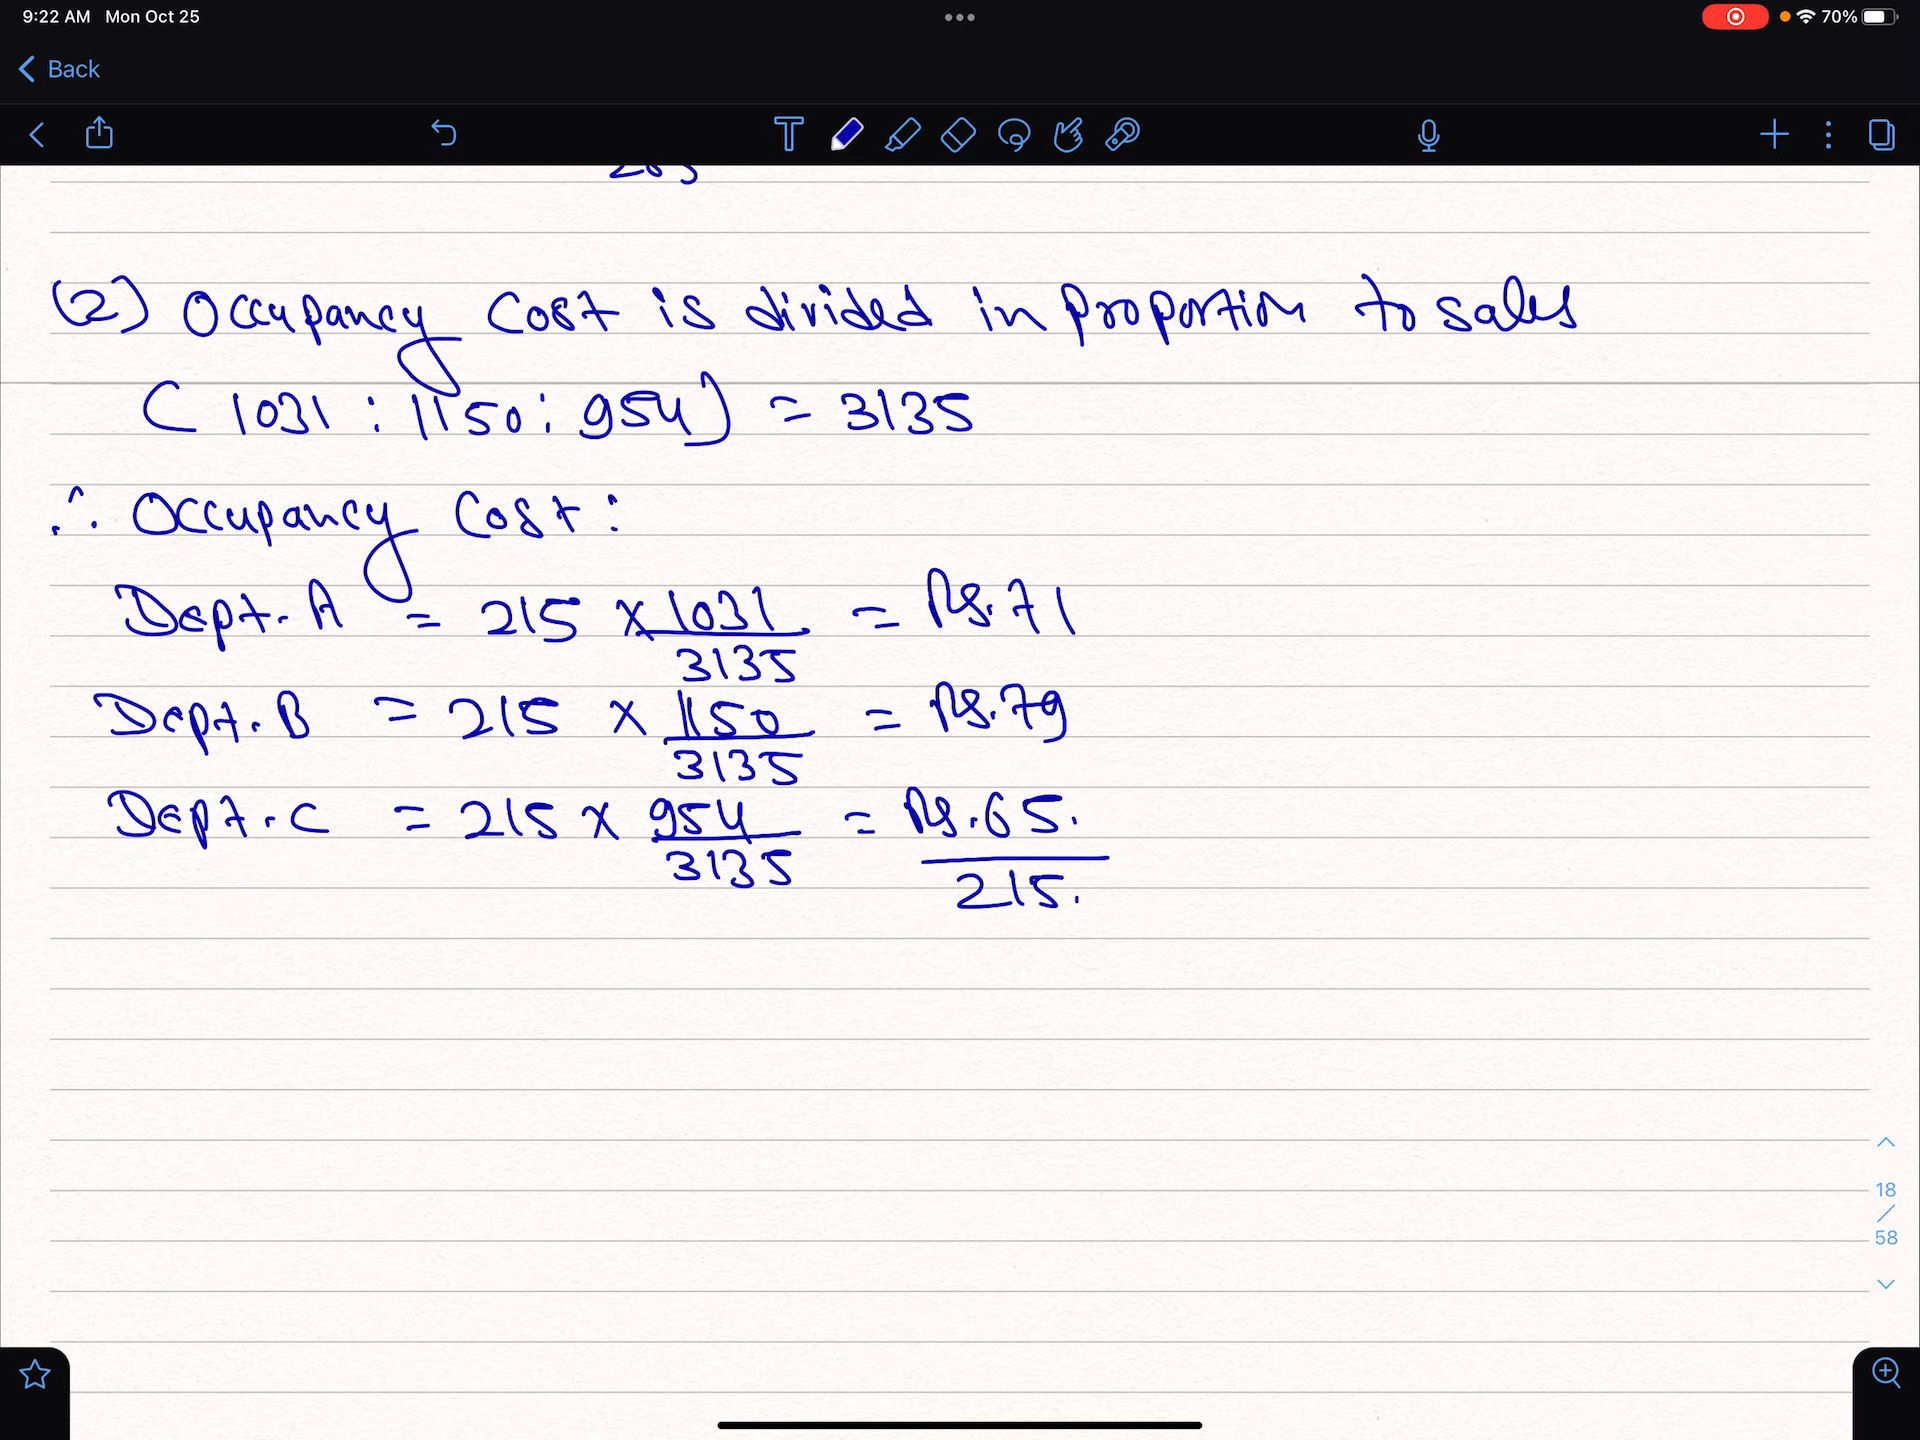 9:22 AM Mon Oct 25
70%
Back
T
(2) Occupancy Cost is divided in proportion to sales
(1031 : 1150 : 954) = 3135
∴ Occupancy Cost :
Dept. A = 215 × 1031 = Rs. 71
3135
Dept. B = 215 × 1150 = Rs. 79
3135
Dept. C = 215 × 954 = Rs. 65.
3135
215.
18
/
58